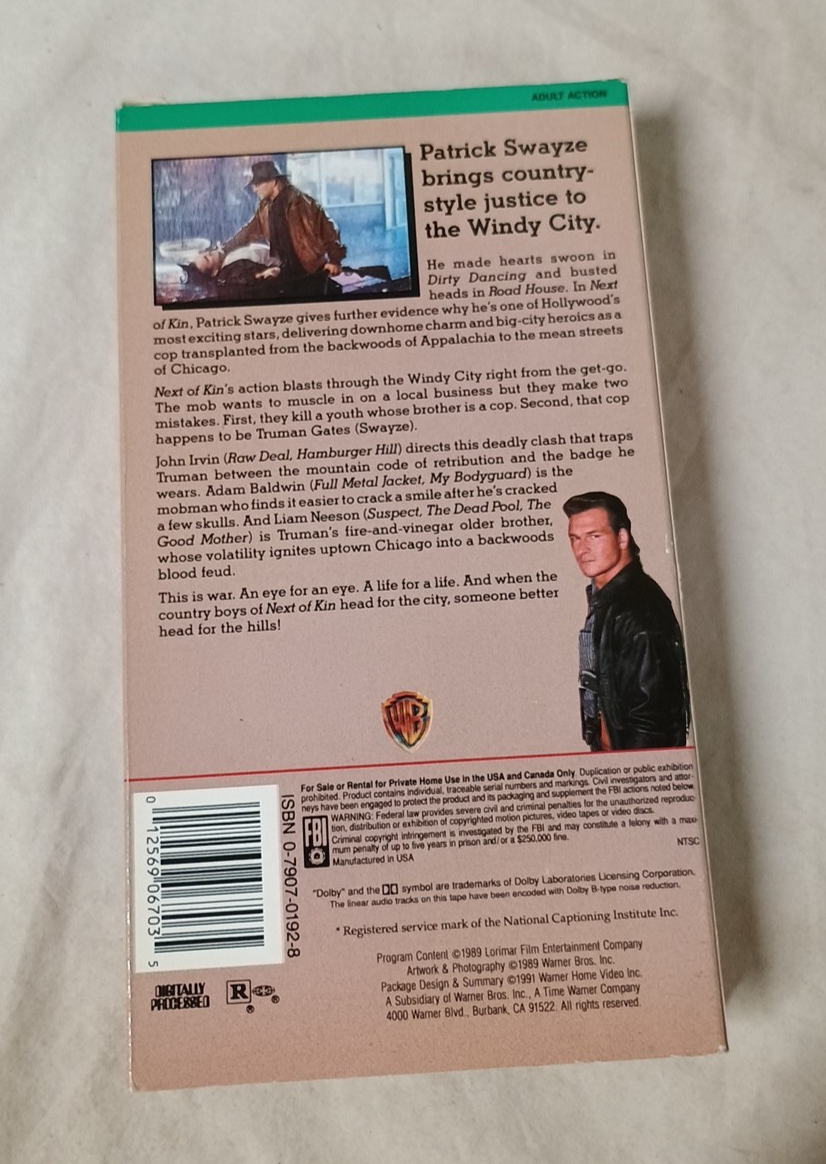 ADULT ACTION
Patrick Swayze
brings country-
style justice to
the Windy City.
He made hearts swoon in
Dirty Dancing and busted
heads in Road House. In Next
of Kin, Patrick Swayze gives further evidence why he's one of Hollywood's
most exciting stars, delivering downhome charm and big-city heroics as a
cop transplanted from the backwoods of Appalachia to the mean streets
of Chicago.
Next of Kin's action blasts through the Windy City right from the get-go.
The mob wants to muscle in on a local business but they make two
mistakes. First, they kill a youth whose brother is a cop. Second, that cop
happens to be Truman Gates (Swayze).
John Irvin (Raw Deal, Hamburger Hill) directs this deadly clash that traps
Truman between the mountain code of retribution and the badge he
wears. Adam Baldwin (Full Metal Jacket, My Bodyguard) is the
mobman who finds it easier to crack a smile after he's cracked
a few skulls. And Liam Neeson (Suspect, The Dead Pool, The
Good Mother) is Truman's fire-and-vinegar older brother,
whose volatility ignites uptown Chicago into a backwoods
blood feud.
This is war. An eye for an eye. A life for a life. And when the
country boys of Next of Kin head for the city, someone better
head for the hills!
WB
For Sale or Rental for Private Home Use in the USA and Canada Only. Duplication or public exhibition
prohibited. Product contains individual, traceable serial numbers and markings. Civil investigators and attor-
neys have been engaged to protect the product and its packaging and supplement the FBI actions noted below.
FBI
WARNING: Federal law provides severe civil and criminal penalties for the unauthorized reproduc-
tion, distribution or exhibition of copyrighted motion pictures, video tapes or video discs.
Criminal copyright infringement is investigated by the FBI and may constitute a felony with a maxi-
mum penalty of up to five years in prison and/or a $250,000 fine.
Manufactured in USA
NTSC
0 12569 06703 5
ISBN 0-7907-0192-8
"Dolby" and the symbol are trademarks of Dolby Laboratories Licensing Corporation.
The linear audio tracks on this tape have been encoded with Dolby B-type noise reduction.
* Registered service mark of the National Captioning Institute Inc.
Program Content ©1989 Lorimar Film Entertainment Company
Artwork & Photography ©1989 Warner Bros. Inc.
Package Design & Summary ©1991 Warner Home Video Inc.
A Subsidiary of Warner Bros. Inc., A Time Warner Company
4000 Warner Blvd., Burbank, CA 91522. All rights reserved.
DIGITALLY
PROCESSED
R
® ®